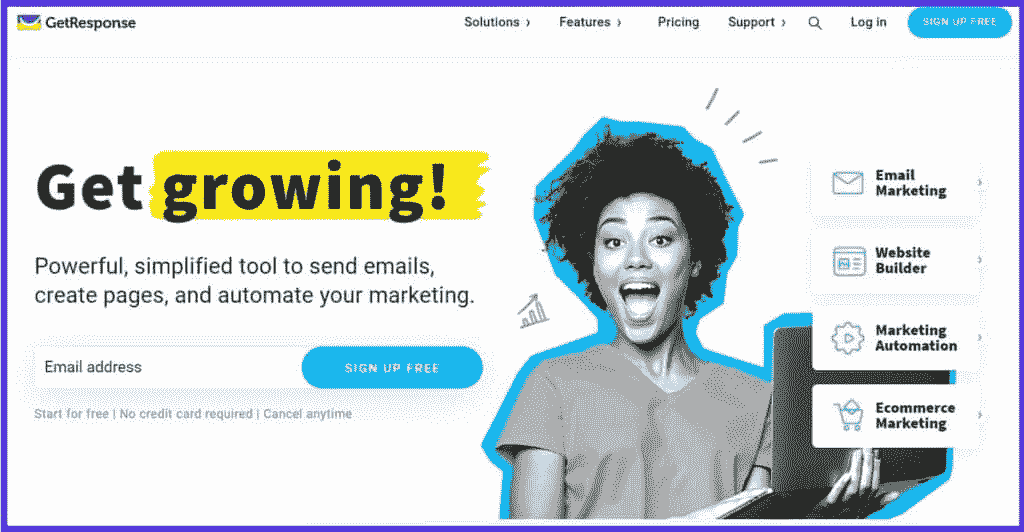 GetResponse
Solutions
Features
Pricing
Support
Log in
SIGN UP FREE
Get growing!
Powerful, simplified tool to send emails,
create pages, and automate your marketing.
Email address
SIGN UP FREE
Start for free | No credit card required | Cancel anytime
Email
Marketing
Website
Builder
Marketing
Automation
Ecommerce
Marketing